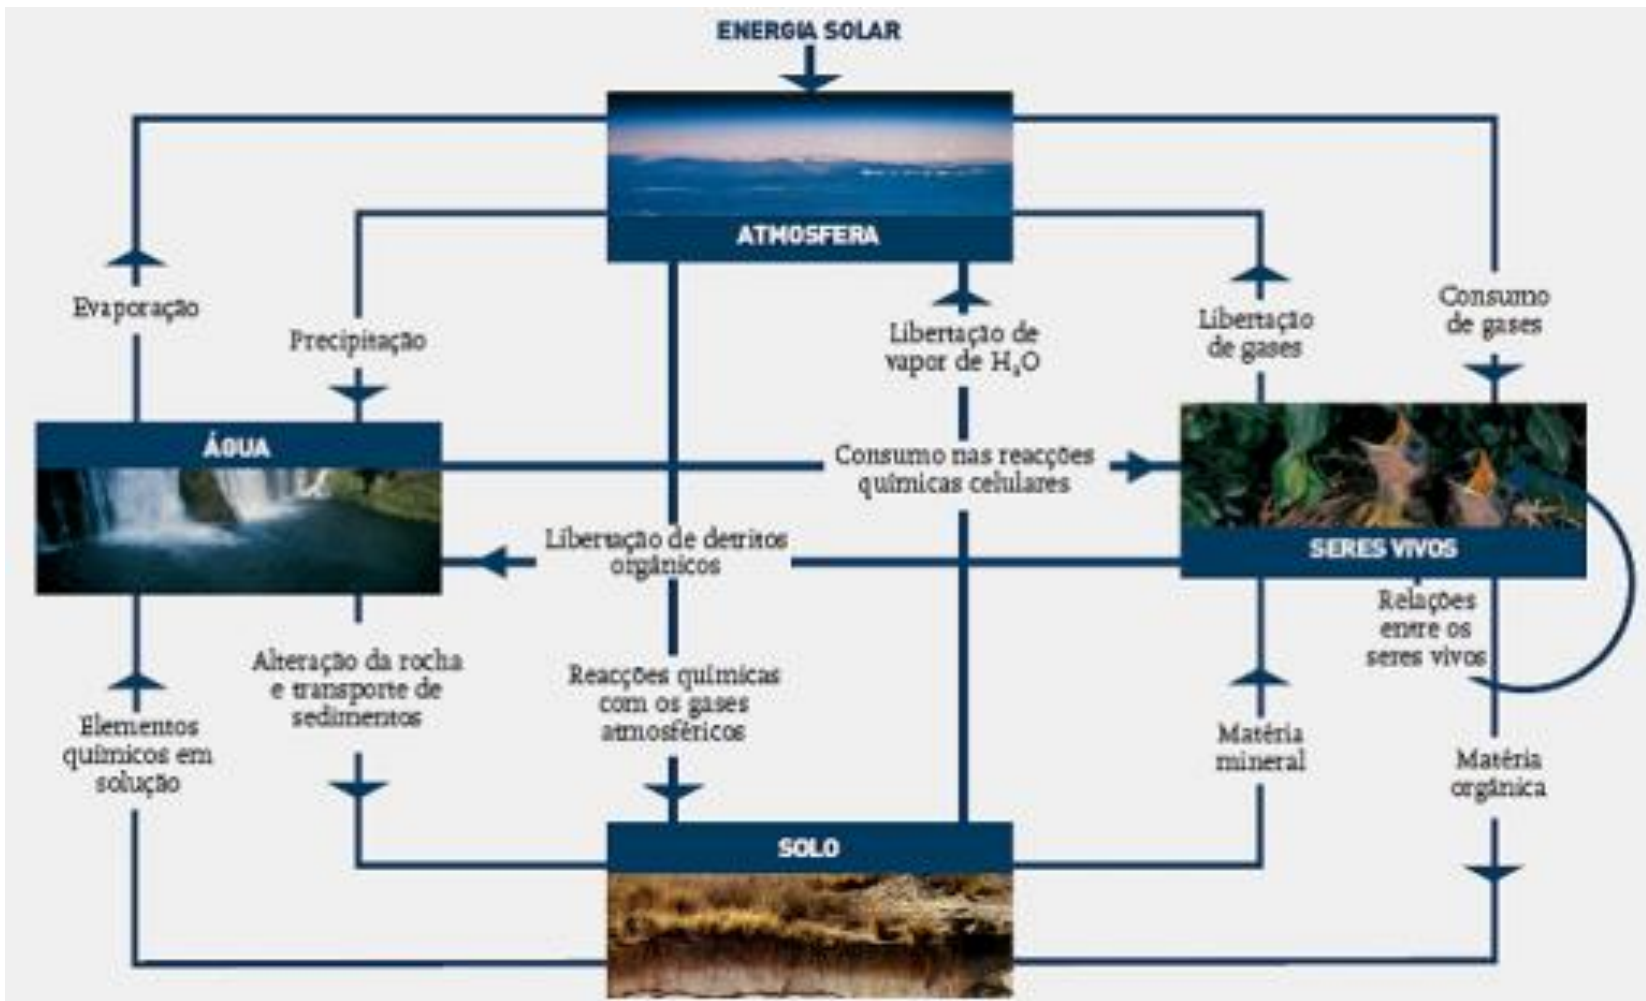 ENERGIA SOLAR
ATMOSFERA
Evaporação
Precipitação
Libertação de
vapor de H₂O
Libertação
de gases
Consumo
de gases
ÁGUA
Consumo nas reacções
químicas celulares
Libertação de detritos
orgânicos
SERES VIVOS
Relações
entre os
seres vivos
Alteração da rocha
e transporte de
sedimentos
Reacções químicas
com os gases
atmosféricos
Elementos
químicos em
solução
Matéria
mineral
Matéria
orgânica
SOLO